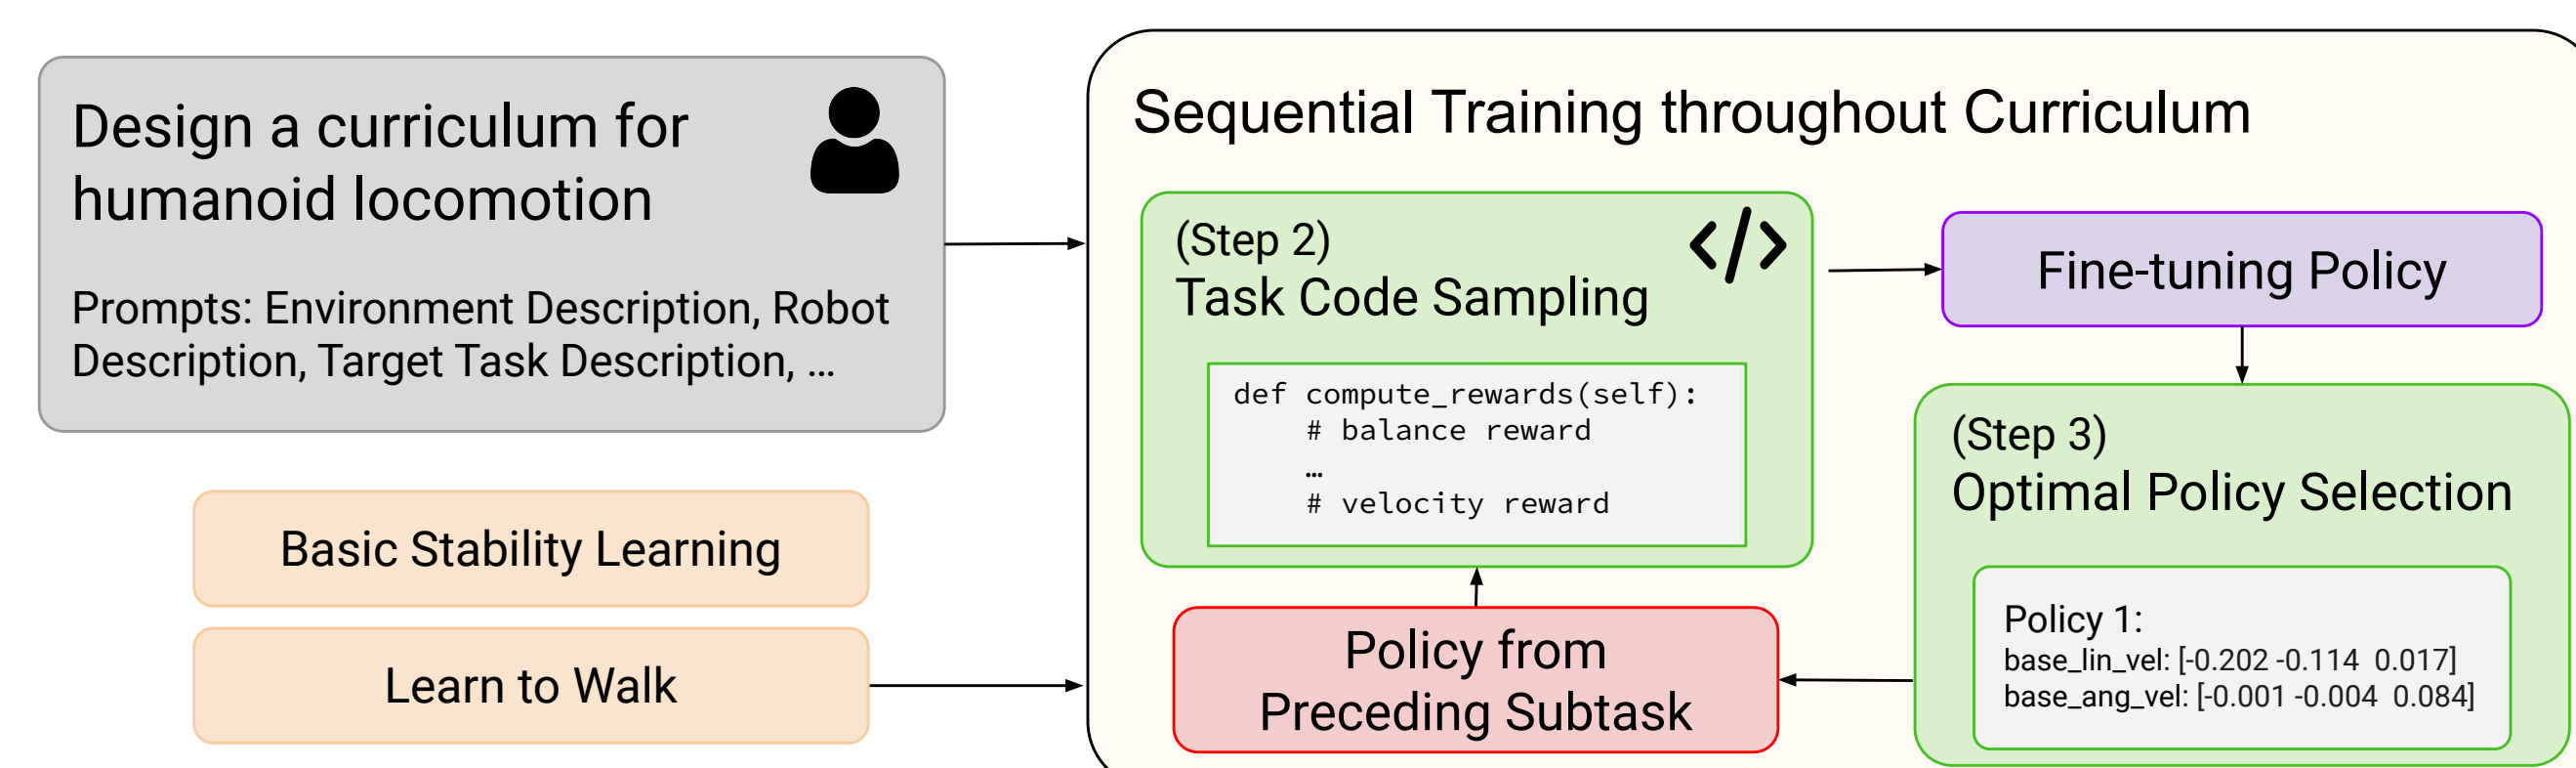 Design a curriculum for
humanoid locomotion
Prompts: Environment Description, Robot
Description, Target Task Description, ...
Basic Stability Learning
Learn to Walk
Sequential Training throughout Curriculum
(Step 2)
Task Code Sampling
</>
def compute_rewards(self):
# balance reward
…
# velocity reward
Fine-tuning Policy
(Step 3)
Optimal Policy Selection
Policy 1:
base_lin_vel: [-0.202 -0.114 0.017]
base_ang_vel: [-0.001 -0.004 0.084]
Policy from
Preceding Subtask